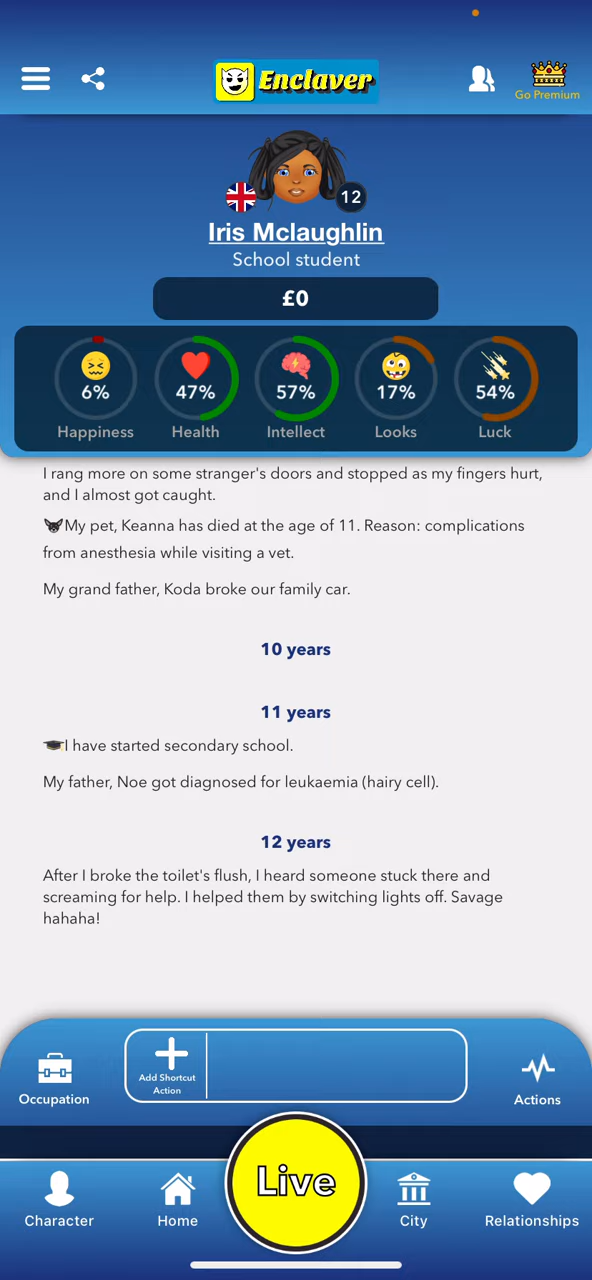 Enclaver
Go Premium
12
Iris Mclaughlin
School student
£0
6% 47% 57% 17% 54%
Happiness Health Intellect Looks Luck
I rang more on some stranger's doors and stopped as my fingers hurt,
and I almost got caught.
My pet, Keanna has died at the age of 11. Reason: complications
from anesthesia while visiting a vet.
My grand father, Koda broke our family car.
10 years
11 years
I have started secondary school.
My father, Noe got diagnosed for leukaemia (hairy cell).
12 years
After I broke the toilet's flush, I heard someone stuck there and
screaming for help. I helped them by switching lights off. Savage
hahaha!
Add Shortcut
Action
Occupation
Actions
Live
Character Home City Relationships